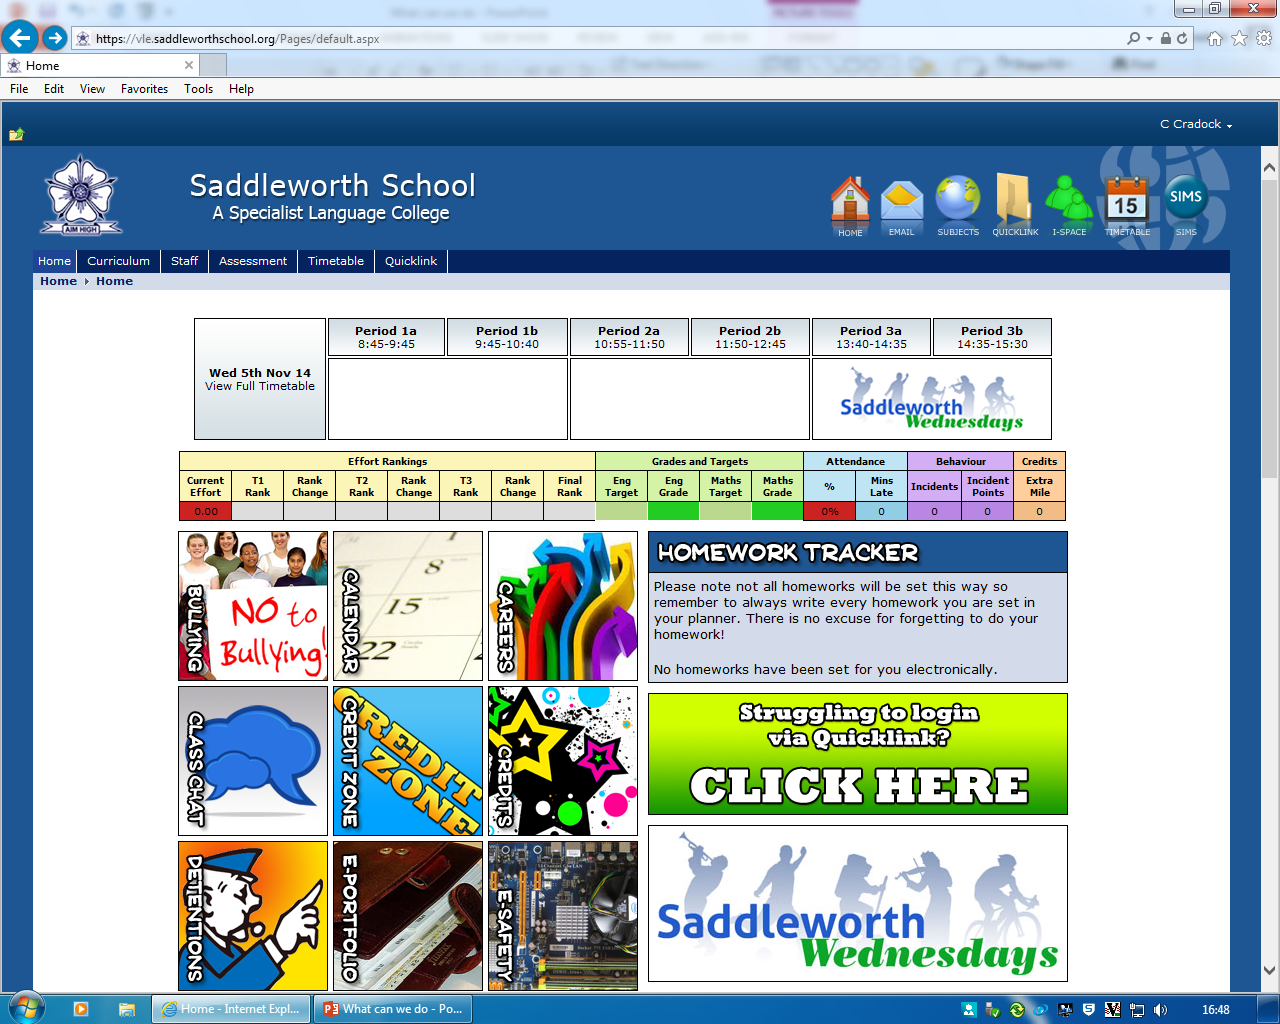 What can we do - PowerPoint
https://vle.saddleworthschool.org/Pages/default.aspx
Home
File Edit View Favorites Tools Help
C Cradock
AIM HIGH
Saddleworth School
A Specialist Language College
15
SIMS
HOME EMAIL SUBJECTS QUICKLINK I-SPACE TIMETABLE SIMS
Home Curriculum Staff Assessment Timetable Quicklink
Home Home
Wed 5th Nov 14
View Full Timetable
Period 1a
8:45-9:45
Period 1b
9:45-10:40
Period 2a
10:55-11:50
Period 2b
11:50-12:45
Period 3a
13:40-14:35
Period 3b
14:35-15:30
Saddleworth
Wednesdays
Effort Rankings Grades and Targets Attendance Behaviour Credits
Current Effort T1 Rank Rank Change T2 Rank Rank Change T3 Rank Rank Change Final Rank Eng Target Eng Grade Maths Target Maths Grade % Mins Late Incidents Incident Points Extra Mile
0.00 0% 0 0 0 0
BULLYING
NO to
Bullying!
CALENDAR
8
15
22
CAREERS
CLASS CHAT
CREDIT ZONE
CREDIT
ZONE
CREDITS
DETENTIONS
E-PORTFOLIO
E-SAFETY
HOMEWORK TRACKER
Please note not all homeworks will be set this way so
remember to always write every homework you are set in
your planner. There is no excuse for forgetting to do your
homework!
No homeworks have been set for you electronically.
Struggling to login
via Quicklink?
CLICK HERE
Saddleworth
Wednesdays
Home - Internet Expl...
What can we do - Po...
16:48